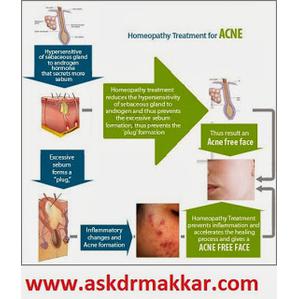 Homeopathy Treatment for ACNE
Hypersensitive
of sebaceous gland
to androgen
hormone
that secrets more
sebum
Homeopathy treatment
reduces the hypersensitivity
of sebaceous gland to
androgen and thus prevents
the excessive sebum
formation, thus prevents the
'plug' formation
Thus result an
Acne free face
Excessive
sebum
forms a
"plug,"
Inflammatory
changes and
Acne formation
Homeopathy Treatment
prevents inflammation and
accelerates the healing
process and gives a
ACNE FREE FACE
www.askdrmakkar.com